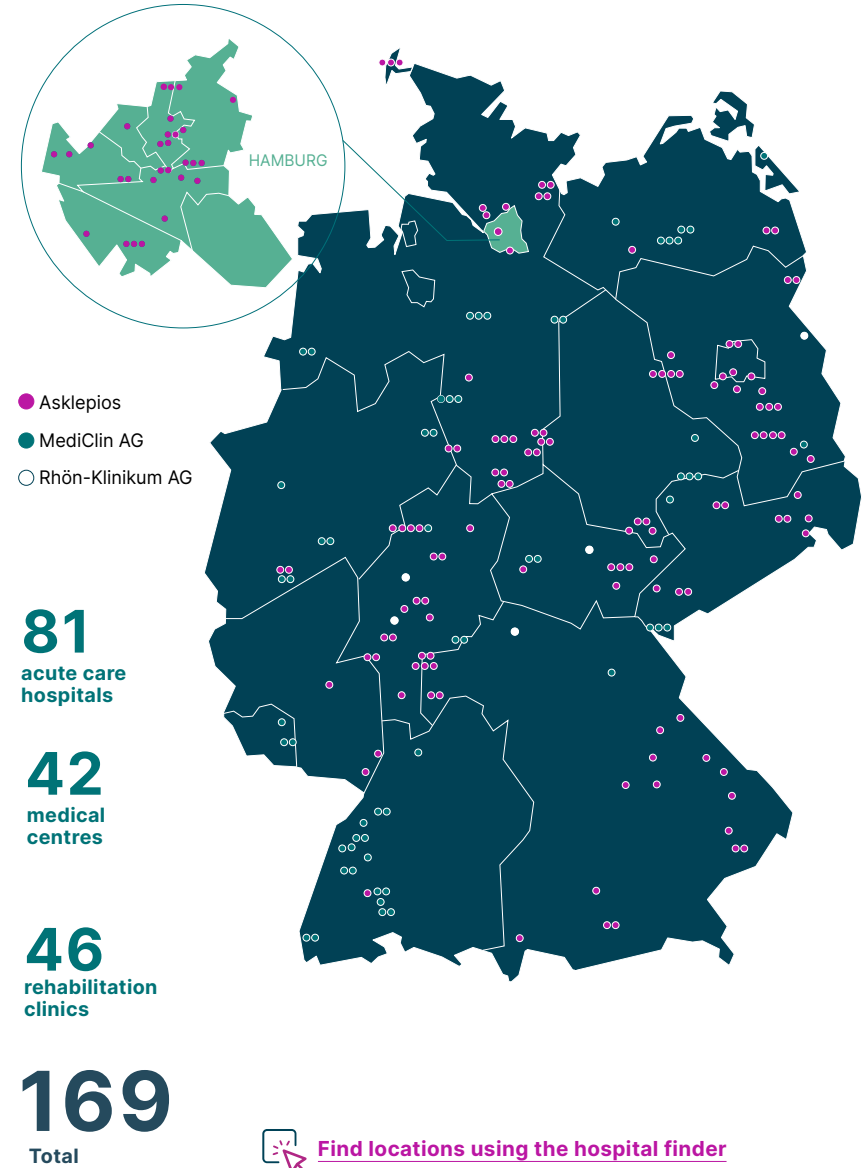 HAMBURG
Asklepios
MediClin AG
Rhön-Klinikum AG
81
acute care
hospitals
42
medical
centres
46
rehabilitation
clinics
169
Total
Find locations using the hospital finder